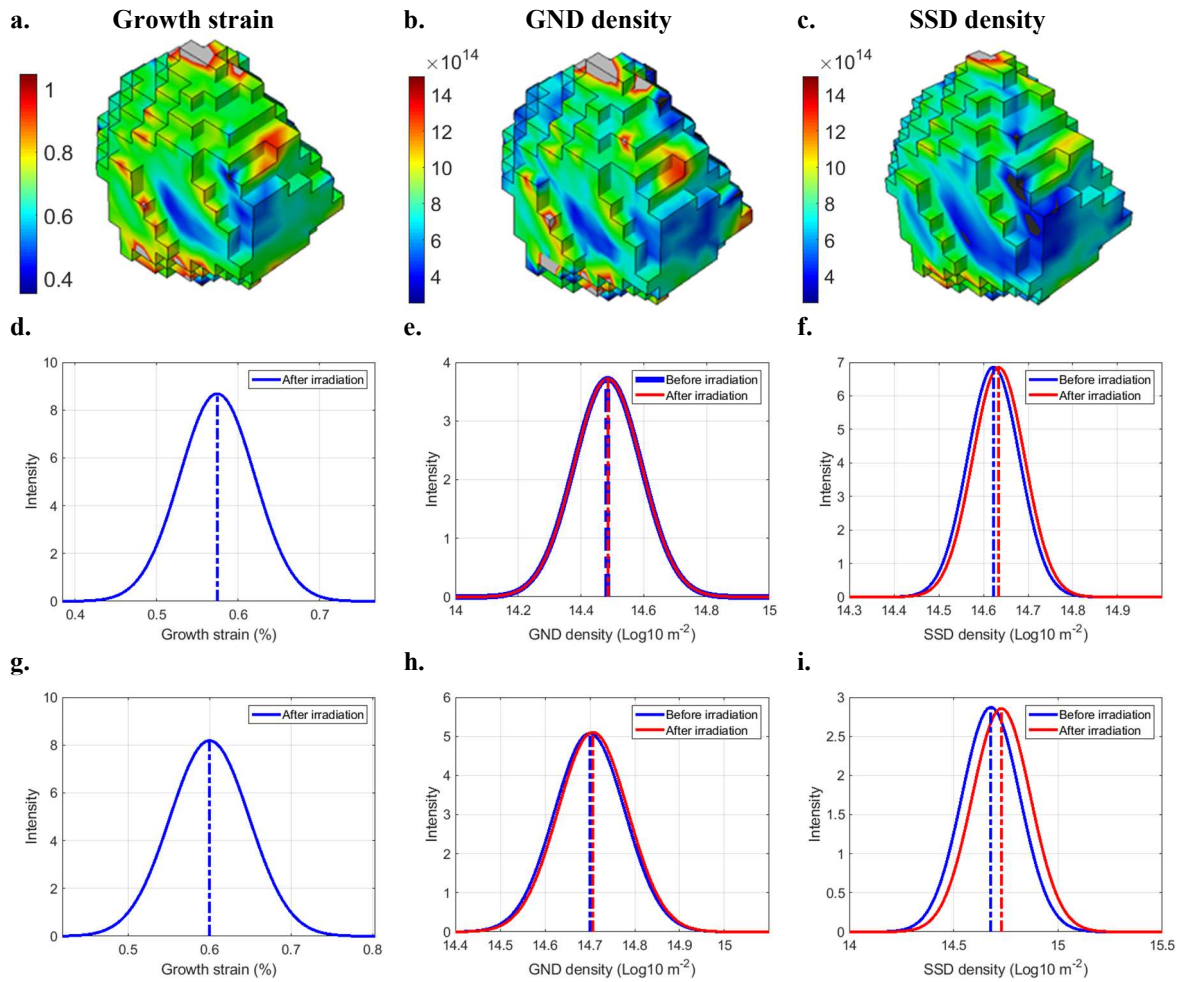 a. Growth strain b. GND density c. SSD density
1
0.8
0.6
0.4
×10^14
14
12
10
8
6
4
×10^14
14
12
10
8
6
4
d. e. f.
10
8
6
4
2
0
0.4 0.5 0.6 0.7
Intensity
Growth strain (%)
After irradiation
4
3
2
1
0
14 14.2 14.4 14.6 14.8 15
Intensity
GND density (Log10 m^-2)
Before irradiation
After irradiation
7
6
5
4
3
2
1
0
14.3 14.4 14.5 14.6 14.7 14.8 14.9
Intensity
SSD density (Log10 m^-2)
Before irradiation
After irradiation
g. h. i.
10
8
6
4
2
0
0.5 0.6 0.7 0.8
Intensity
Growth strain (%)
After irradiation
6
5
4
3
2
1
0
14.4 14.5 14.6 14.7 14.8 14.9 15
Intensity
GND density (Log10 m^-2)
Before irradiation
After irradiation
3
2.5
2
1.5
1
0.5
0
14 14.5 15 15.5
Intensity
SSD density (Log10 m^-2)
Before irradiation
After irradiation